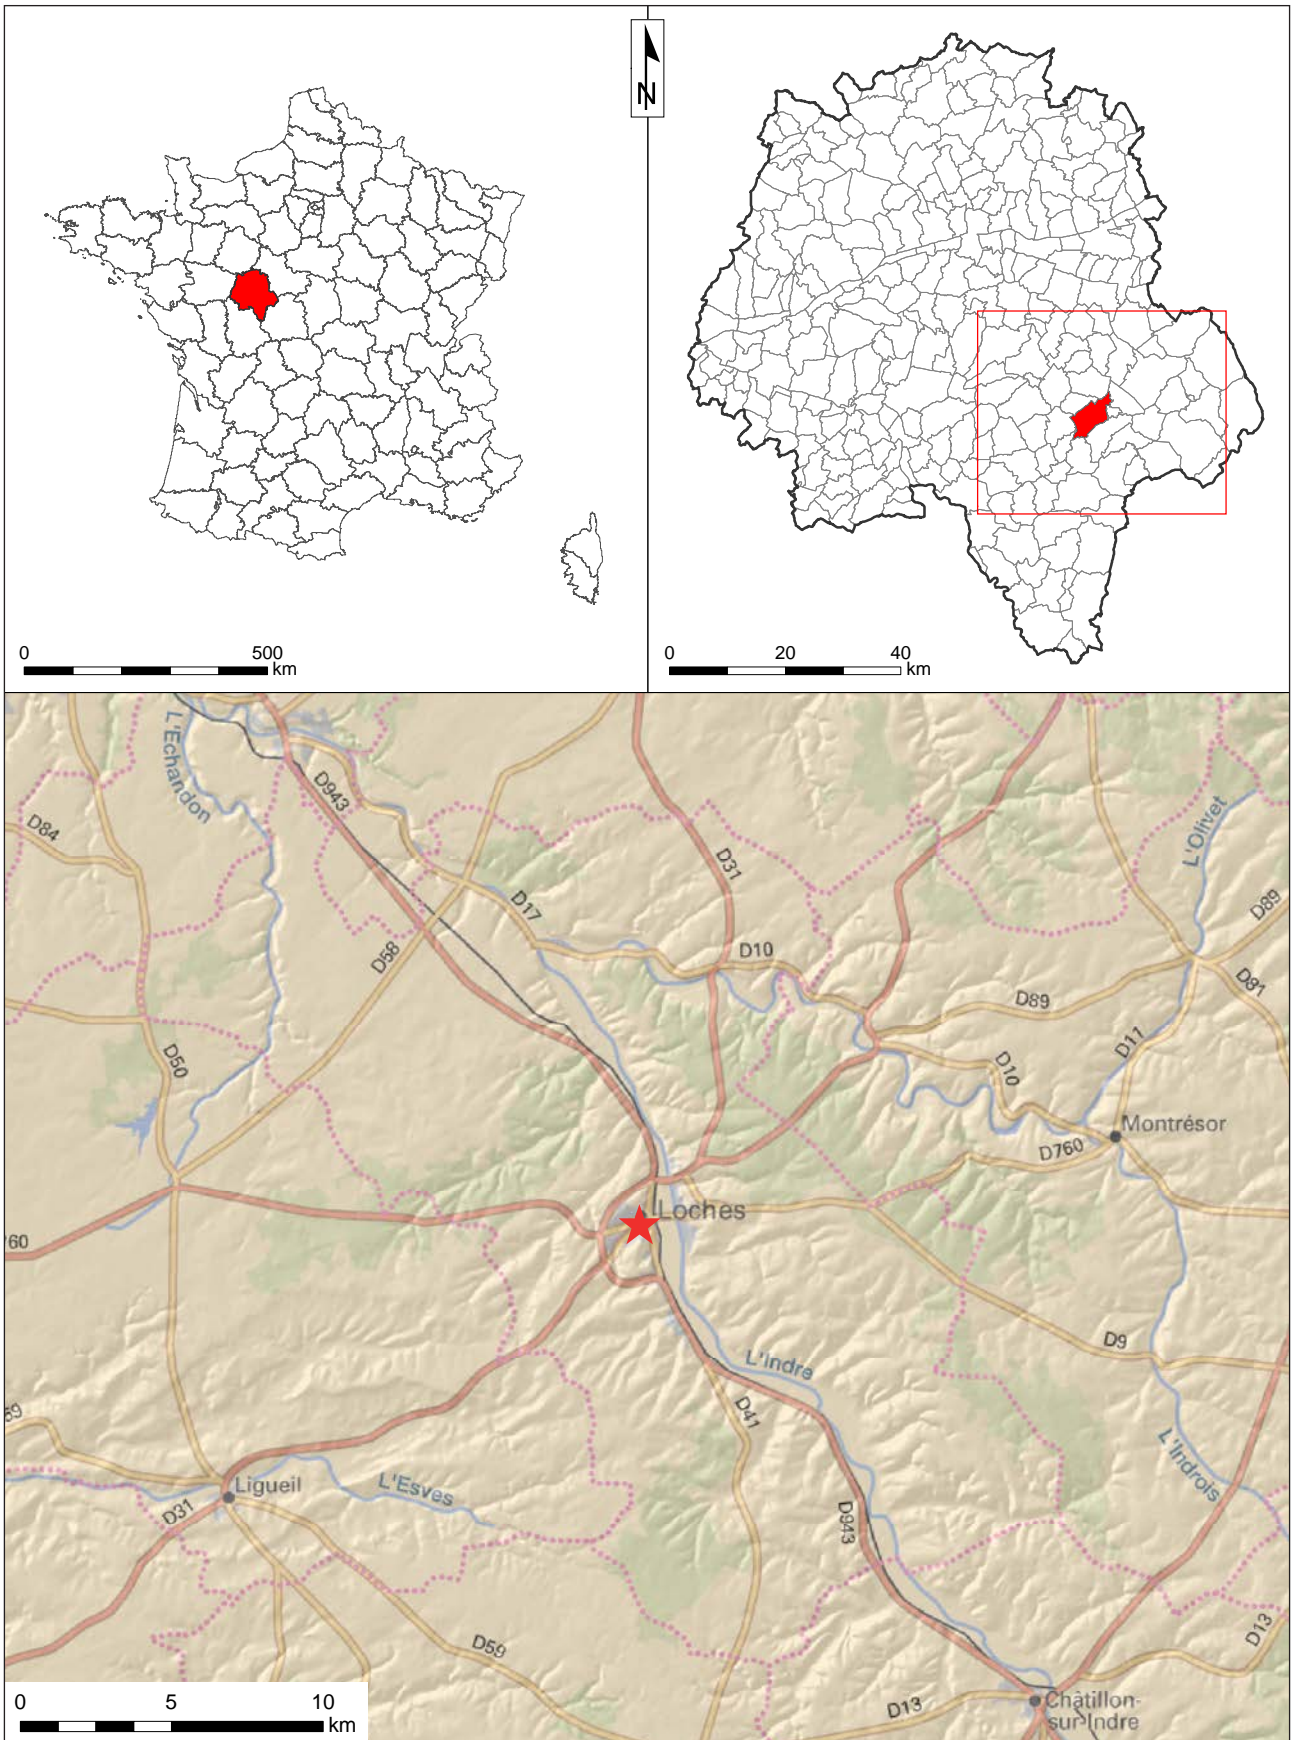 N
0
500
km
0
20
40
km
L'Echandon
D943
D84
L'Olivet
D31
D89
D17
D58
D10
D81
D89
D11
D50
D10
Montrésor
D760
Loches
'60
D9
L'Indre
D41
59
L'Indrois
Ligueil
L'Esves
D31
D943
D13
D59
0
5
10
km
D13
Châtillon-
sur-Indre